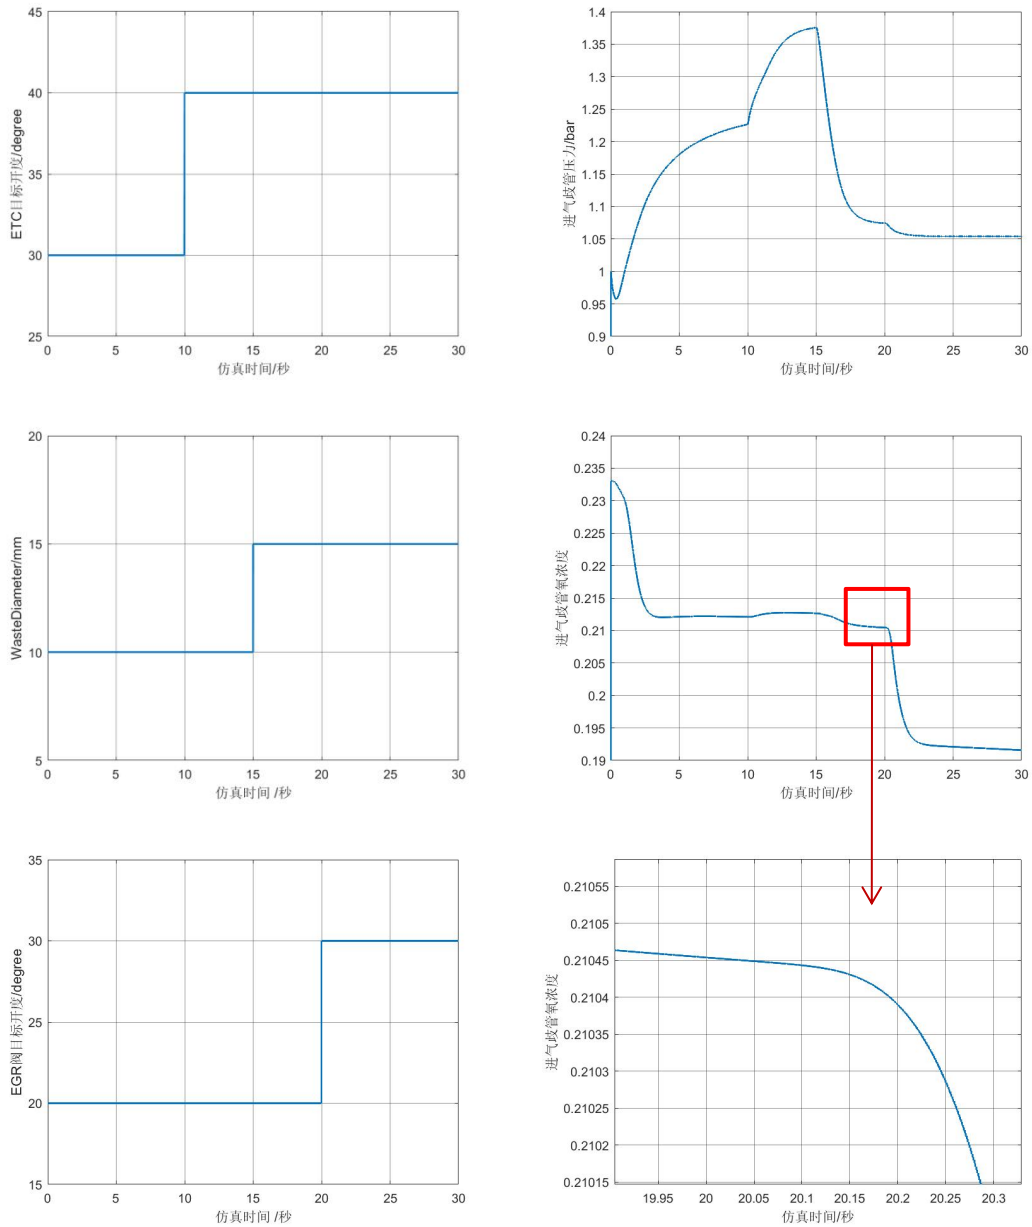 45
40
35
30
25
ETC目标开度/degree
0 5 10 15 20 25 30
仿真时间/秒
1.4
1.35
1.3
1.25
1.2
1.15
1.1
1.05
1
0.95
0.9
进气歧管压力/bar
0 5 10 15 20 25 30
仿真时间/秒
20
15
10
5
WasteDiameter/mm
0 5 10 15 20 25 30
仿真时间 /秒
0.24
0.235
0.23
0.225
0.22
0.215
0.21
0.205
0.2
0.195
0.19
进气歧管氧浓度
0 5 10 15 20 25 30
仿真时间/秒
35
30
25
20
15
EGR阀目标开度/degree
0 5 10 15 20 25 30
仿真时间 /秒
0.21055
0.2105
0.21045
0.2104
0.21035
0.2103
0.21025
0.2102
0.21015
进气歧管氧浓度
19.95 20 20.05 20.1 20.15 20.2 20.25 20.3
仿真时间/秒